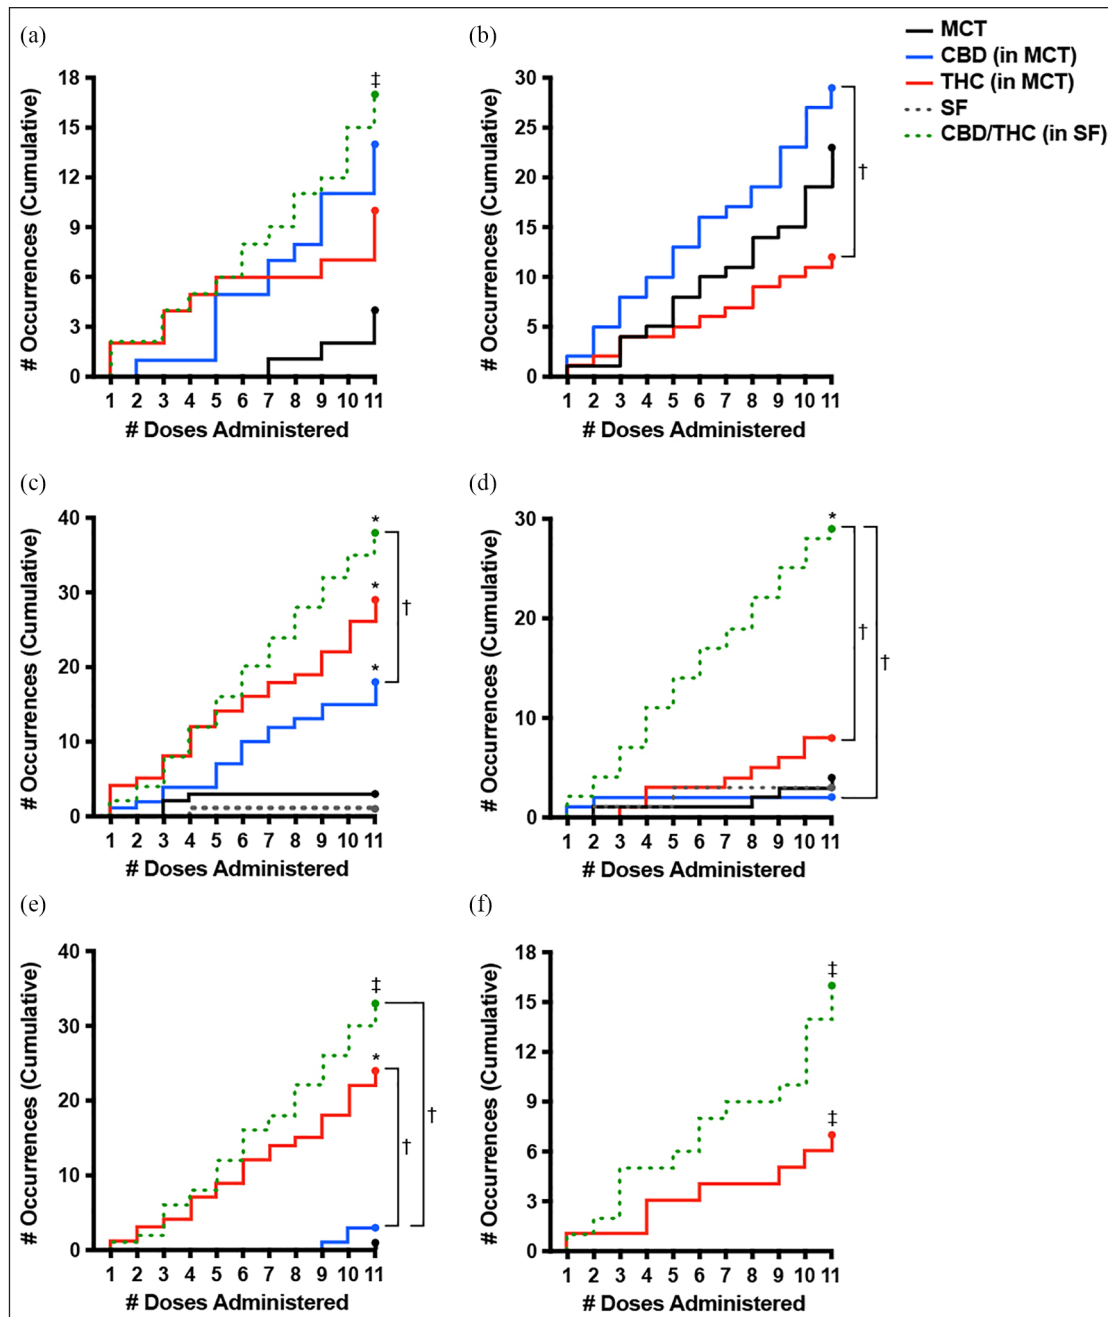 (a)
(b)
MCT
CBD (in MCT)
THC (in MCT)
SF
CBD/THC (in SF)
# Occurrences (Cumulative)
18
15
12
9
6
3
0
‡
1 2 3 4 5 6 7 8 9 10 11
# Doses Administered
# Occurrences (Cumulative)
30
25
20
15
10
5
0
†
1 2 3 4 5 6 7 8 9 10 11
# Doses Administered
(c)
(d)
# Occurrences (Cumulative)
40
30
20
10
0
*
*
*
†
1 2 3 4 5 6 7 8 9 10 11
# Doses Administered
# Occurrences (Cumulative)
30
20
10
0
*
†
†
1 2 3 4 5 6 7 8 9 10 11
# Doses Administered
(e)
(f)
# Occurrences (Cumulative)
40
30
20
10
0
‡
*
†
†
1 2 3 4 5 6 7 8 9 10 11
# Doses Administered
# Occurrences (Cumulative)
18
15
12
9
6
3
0
‡
‡
1 2 3 4 5 6 7 8 9 10 11
# Doses Administered